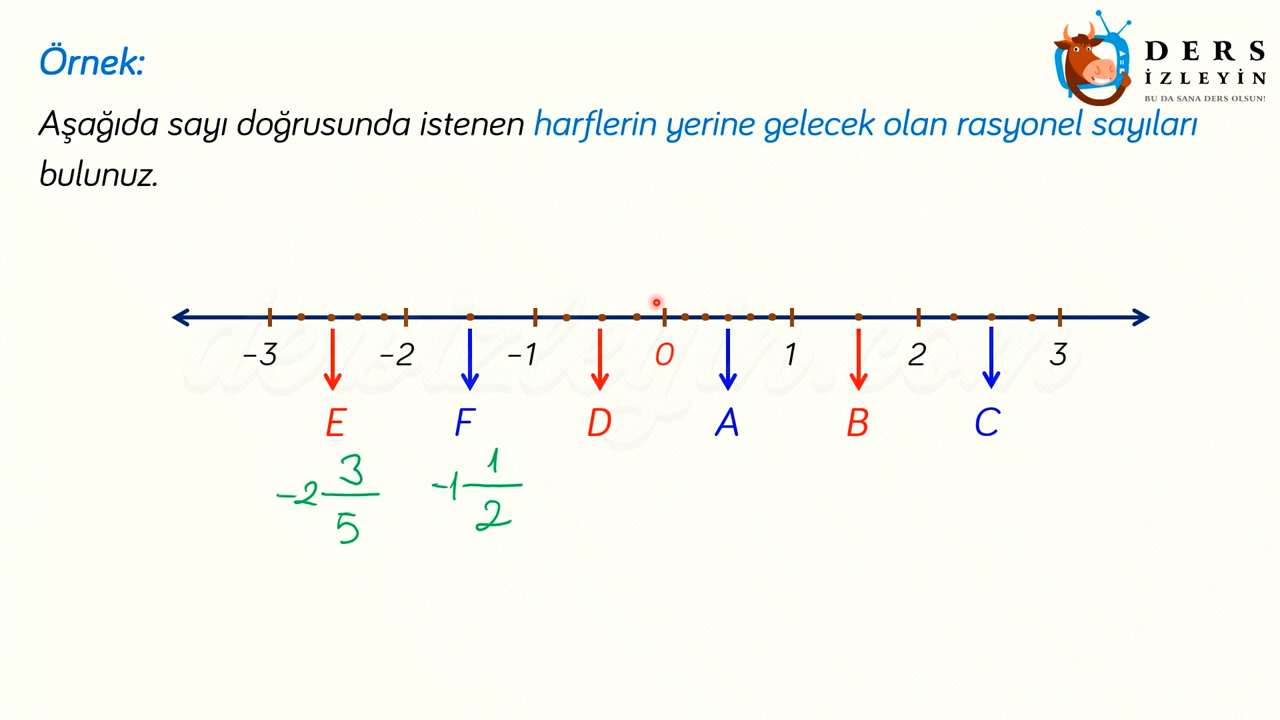 Örnek:
DERS
İZLEYİN
BU DA SANA DERS OLSUN!
Aşağıda sayı doğrusunda istenen harflerin yerine gelecek olan rasyonel sayıları
bulunuz.
-3 -2 -1 0 1 2 3
E F D A B C
-2 3/5 -1 1/2